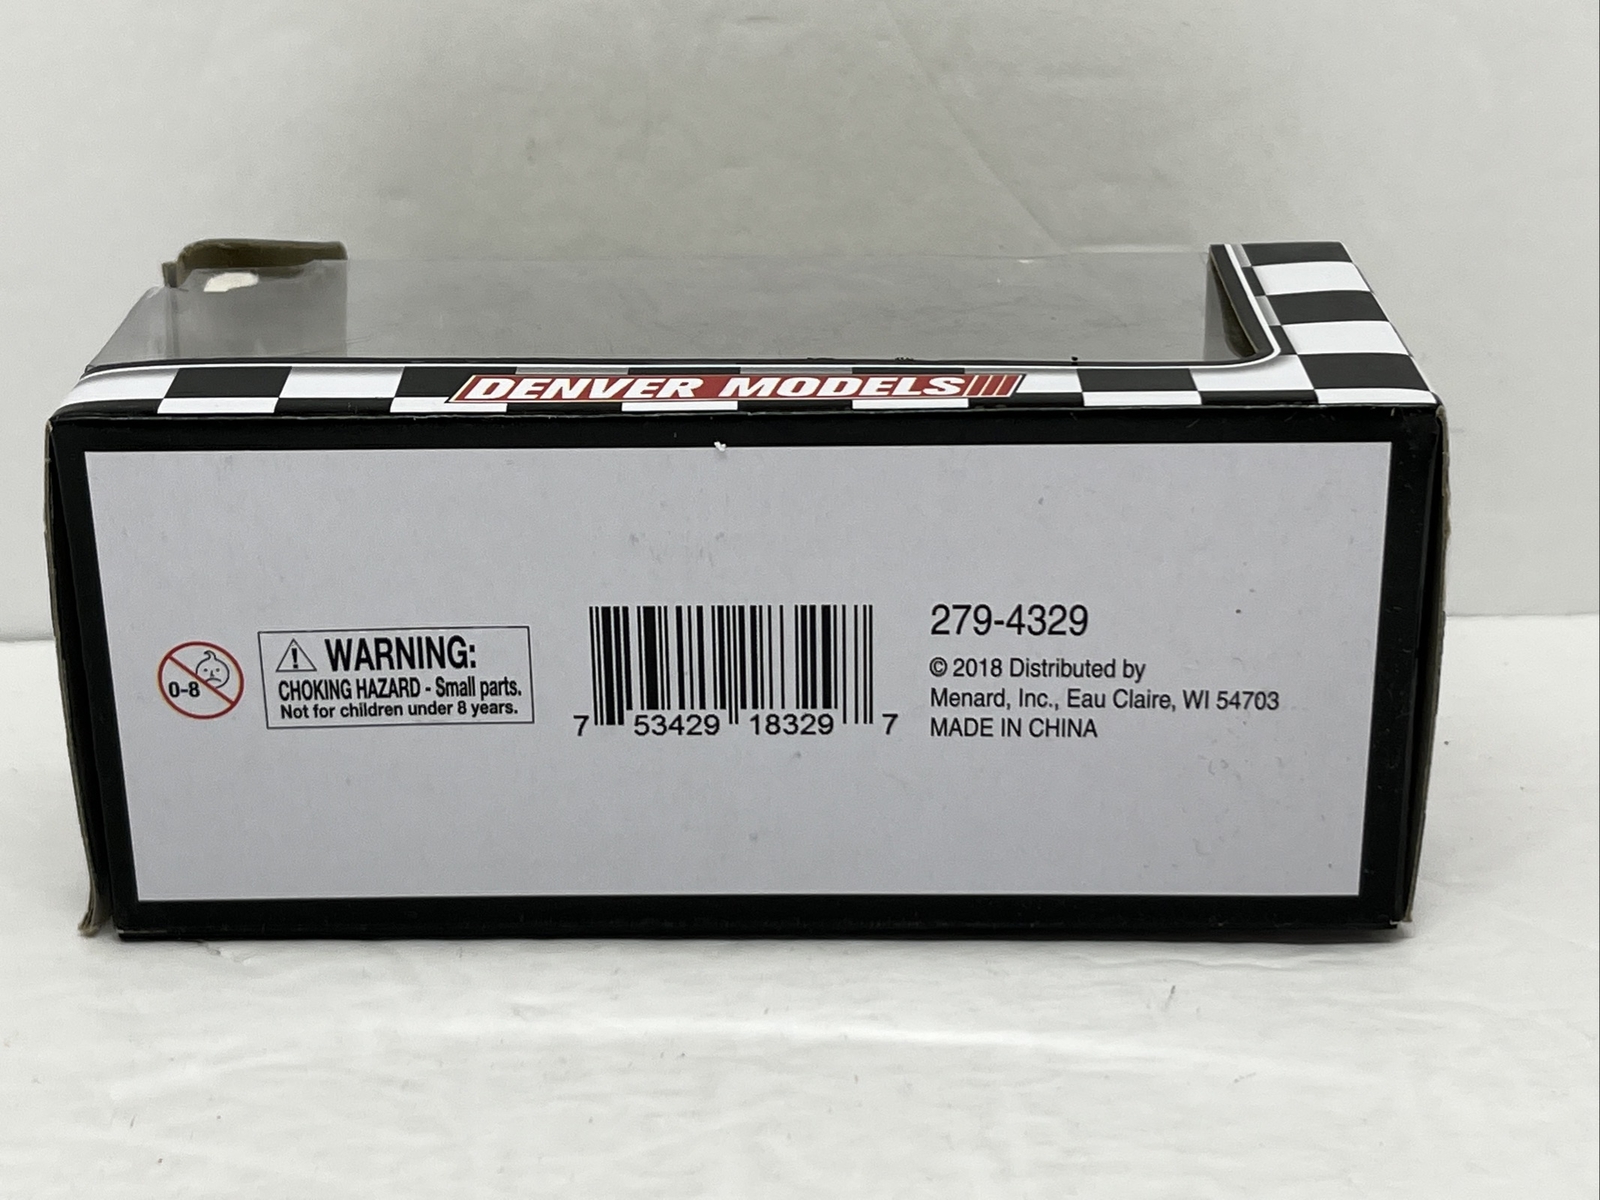 DENVER MODELS
0-8
WARNING:
CHOKING HAZARD - Small parts.
Not for children under 8 years.
7 53429 18329 7
279-4329
© 2018 Distributed by
Menard, Inc., Eau Claire, WI 54703
MADE IN CHINA